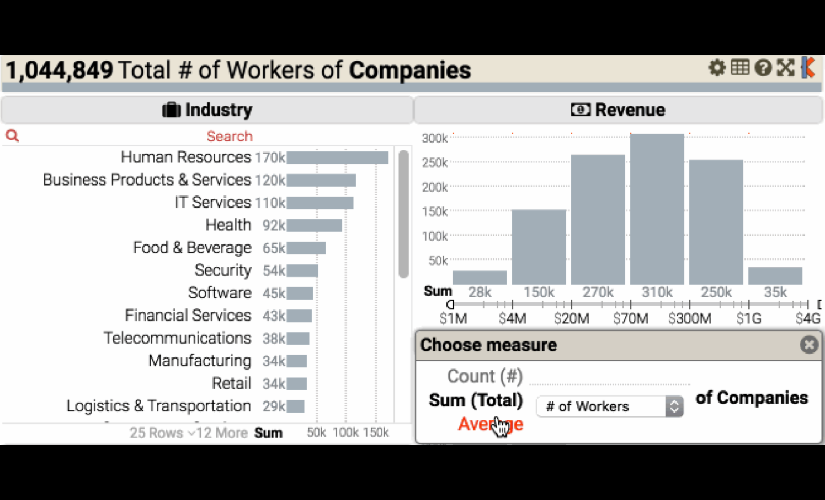 1,044,849 Total # of Workers of Companies
Industry
Search
Human Resources 170k
Business Products & Services 120k
IT Services 110k
Health 92k
Food & Beverage 65k
Security 54k
Software 45k
Financial Services 43k
Telecommunications 38k
Manufacturing 34k
Retail 34k
Logistics & Transportation 29k
25 Rows 12 More Sum 50k 100k 150k
Revenue
300k
250k
200k
150k
100k
50k
Sum 28k 150k 270k 310k 250k 35k
$1M $4M $20M $70M $300M $1G $4G
Choose measure
Count (#)
Sum (Total) # of Workers of Companies
Average